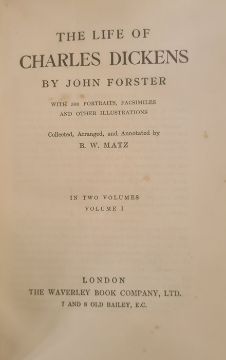 THE LIFE OF
CHARLES DICKENS
BY JOHN FORSTER
WITH 500 PORTRAITS, FACSIMILES
AND OTHER ILLUSTRATIONS
Collected, Arranged, and Annotated by
B. W. MATZ
IN TWO VOLUMES
VOLUME I
LONDON
THE WAVERLEY BOOK COMPANY, LTD.
7 AND 8 OLD BAILEY, E.C.